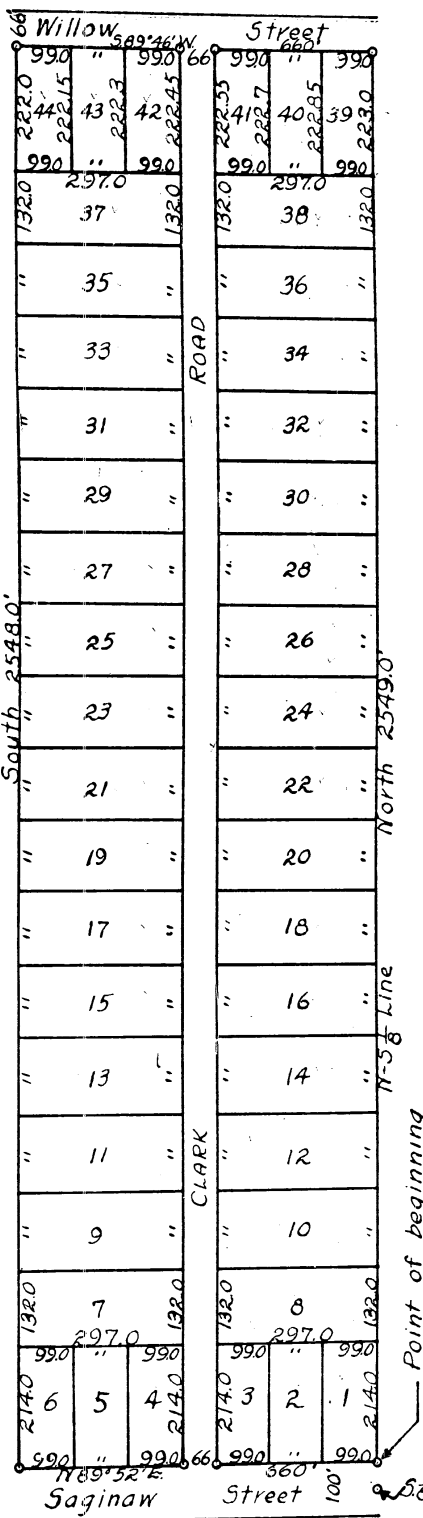 66 Willow Street
S89°46'W. 660'
99.0 " 99.0 66 99.0 " 99.0
222.0 44 222.15 43 222.3 42 222.45 222.55 41 222.7 40 222.85 39 223.0
99.0 " 99.0 99.0 " 99.0
297.0 297.0
132.0 37 132.0 132.0 38 132.0
" 35 " " 36 "
ROAD
" 33 " " 34 "
" 31 " " 32 "
" 29 " " 30 "
" 27 " " 28 "
South 2548.0'
" 25 " " 26 "
North 2549.0'
" 23 " " 24 "
" 21 " " 22 "
" 19 " " 20 "
" 17 " " 18 "
" 15 " " 16 "
N-S 1/8 Line
" 13 " " 14 "
CLARK
" 11 " " 12 "
" 9 " " 10 "
Point of beginning
132.0 7 132.0 132.0 8 132.0
297.0 297.0
99.0 " 99.0 99.0 " 99.0
214.0 6 5 4 214.0 3 2 1 214.0
99.0 " 99.0 66 99.0 " 99.0
N89°52'E. 660'
Saginaw Street 100'